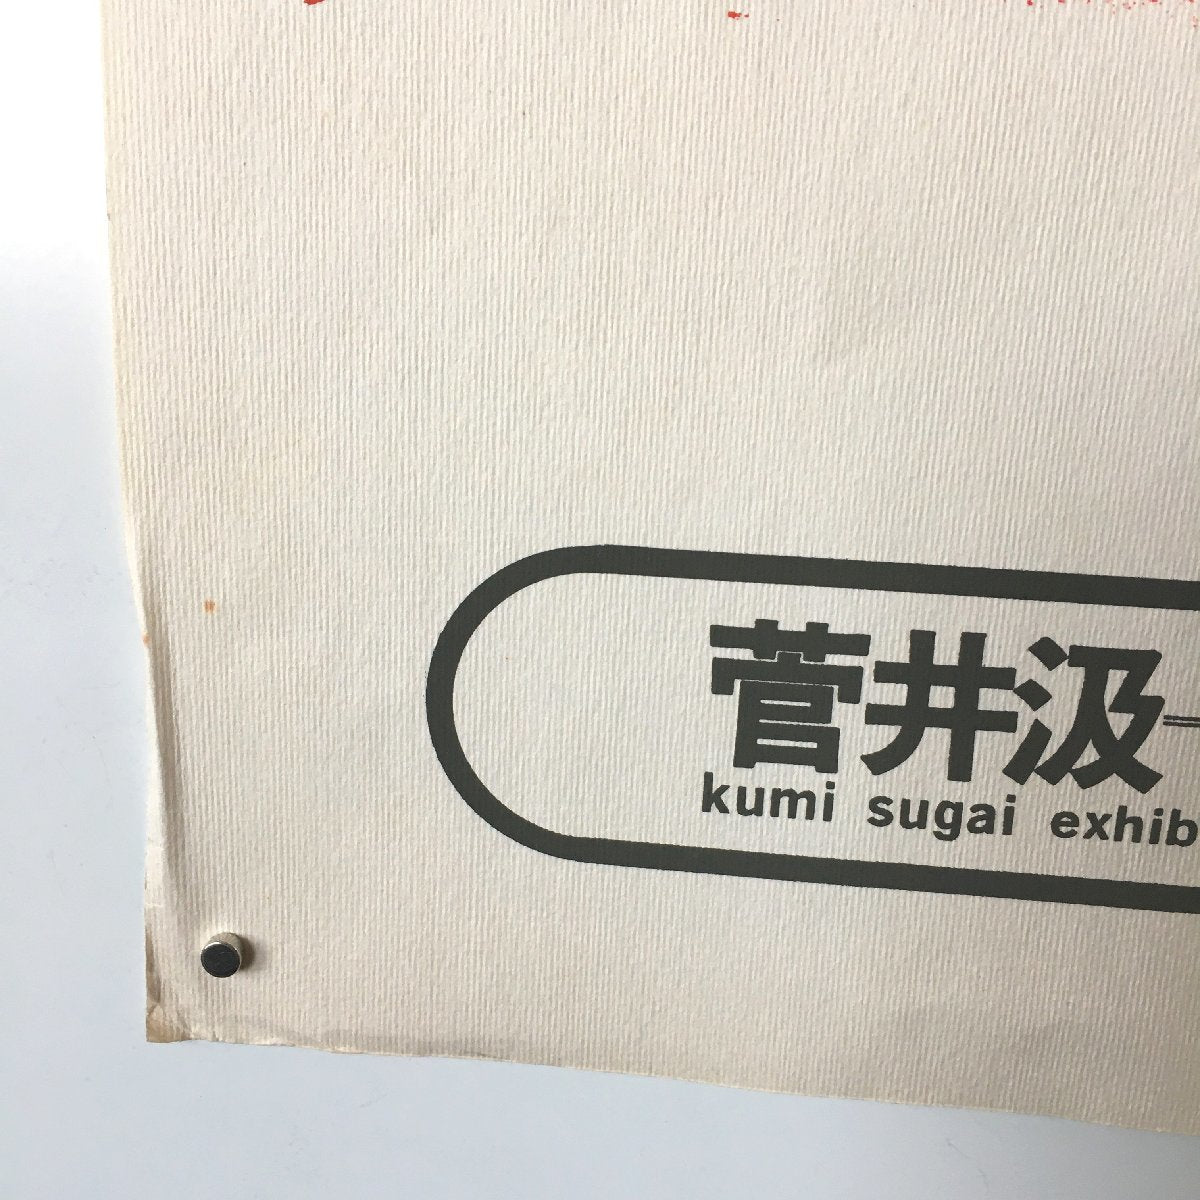 菅井汲
kumi sugai exhib